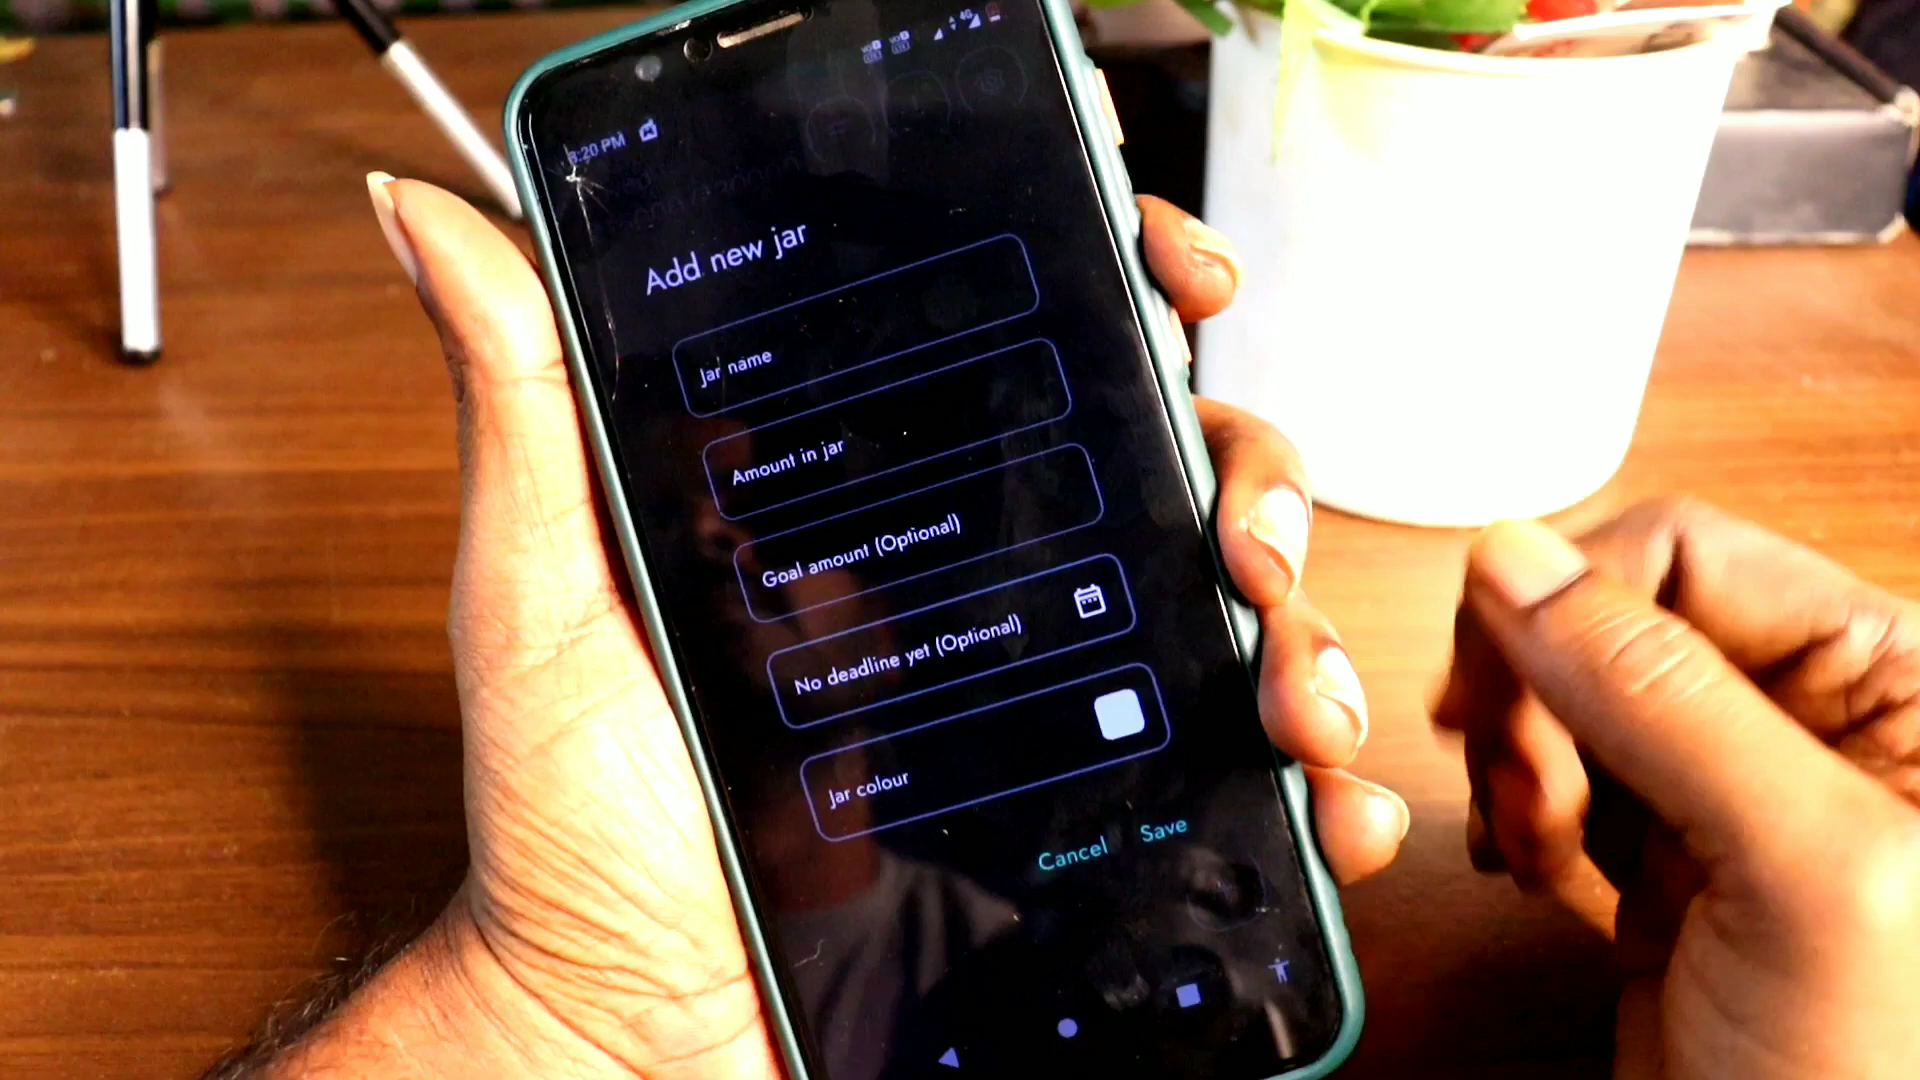 4G
:20 PM
Add new jar
Jar name
Amount in jar
Goal amount (Optional)
No deadline yet (Optional)
Jar colour
Cancel
Save